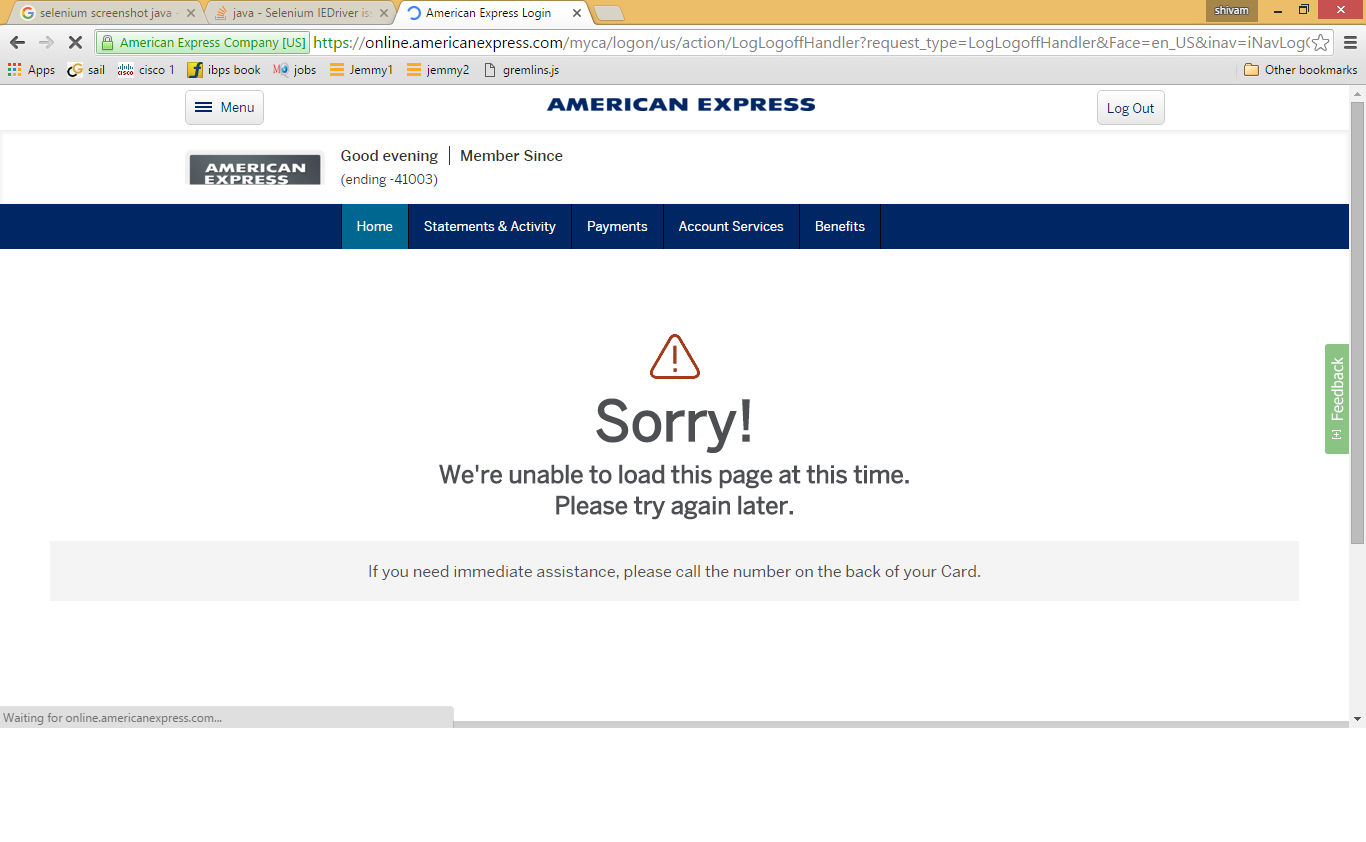 selenium screenshot java -
java - Selenium IEDriver is
American Express Login
shivam
American Express Company [US]
https://online.americanexpress.com/myca/logon/us/action/LogLogoffHandler?request_type=LogLogoffHandler&Face=en_US&inav=iNavLog
Apps
sail
cisco 1
ibps book
jobs
Jemmy1
jemmy2
gremlins.js
Other bookmarks
Menu
AMERICAN EXPRESS
Log Out
AMERICAN
EXPRESS
Good evening
Member Since
(ending -41003)
Home
Statements & Activity
Payments
Account Services
Benefits
Sorry!
We're unable to load this page at this time.
Please try again later.
[+] Feedback
If you need immediate assistance, please call the number on the back of your Card.
Waiting for online.americanexpress.com...